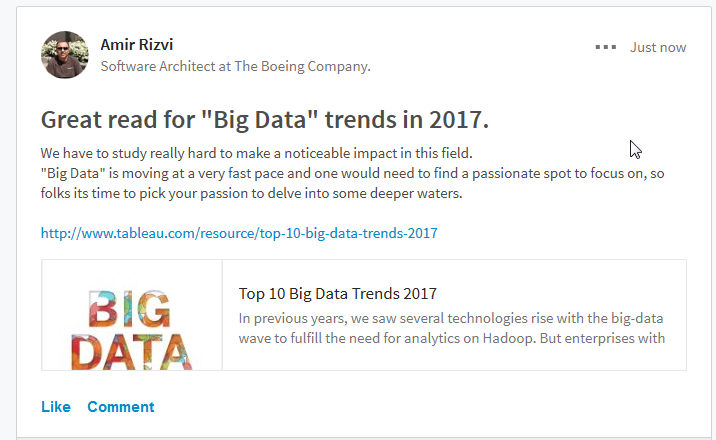 Amir Rizvi
Software Architect at The Boeing Company.
Just now
Great read for "Big Data" trends in 2017.
We have to study really hard to make a noticeable impact in this field.
"Big Data" is moving at a very fast pace and one would need to find a passionate spot to focus on, so
folks its time to pick your passion to delve into some deeper waters.
http://www.tableau.com/resource/top-10-big-data-trends-2017
BIG
DATA
Top 10 Big Data Trends 2017
In previous years, we saw several technologies rise with the big-data
wave to fulfill the need for analytics on Hadoop. But enterprises with
Like Comment